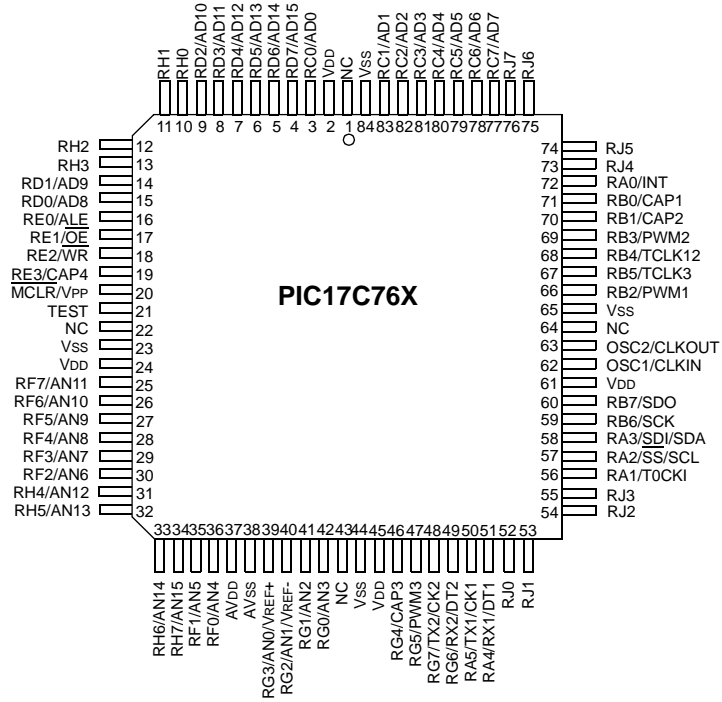 RH1
RH0
RD2/AD10
RD3/AD11
RD4/AD12
RD5/AD13
RD6/AD14
RD7/AD15
RC0/AD0
VDD
NC
VSS
RC1/AD1
RC2/AD2
RC3/AD3
RC4/AD4
RC5/AD5
RC6/AD6
RC7/AD7
RJ7
RJ6
11 10 9 8 7 6 5 4 3 2 1 84 83 82 81 80 79 78 77 76 75
RH2 12
RH3 13
RD1/AD9 14
RD0/AD8 15
RE0/ALE 16
RE1/OE 17
RE2/WR 18
RE3/CAP4 19
MCLR/VPP 20
TEST 21
NC 22
VSS 23
VDD 24
RF7/AN11 25
RF6/AN10 26
RF5/AN9 27
RF4/AN8 28
RF3/AN7 29
RF2/AN6 30
RH4/AN12 31
RH5/AN13 32
PIC17C76X
74 RJ5
73 RJ4
72 RA0/INT
71 RB0/CAP1
70 RB1/CAP2
69 RB3/PWM2
68 RB4/TCLK12
67 RB5/TCLK3
66 RB2/PWM1
65 VSS
64 NC
63 OSC2/CLKOUT
62 OSC1/CLKIN
61 VDD
60 RB7/SDO
59 RB6/SCK
58 RA3/SDI/SDA
57 RA2/SS/SCL
56 RA1/T0CKI
55 RJ3
54 RJ2
33 34 35 36 37 38 39 40 41 42 43 44 45 46 47 48 49 50 51 52 53
RH6/AN14
RH7/AN15
RF1/AN5
RF0/AN4
AVDD
AVSS
RG3/AN0/VREF+
RG2/AN1/VREF-
RG1/AN2
RG0/AN3
NC
VSS
VDD
RG4/CAP3
RG5/PWM3
RG7/TX2/CK2
RG6/RX2/DT2
RA5/TX1/CK1
RA4/RX1/DT1
RJ0
RJ1